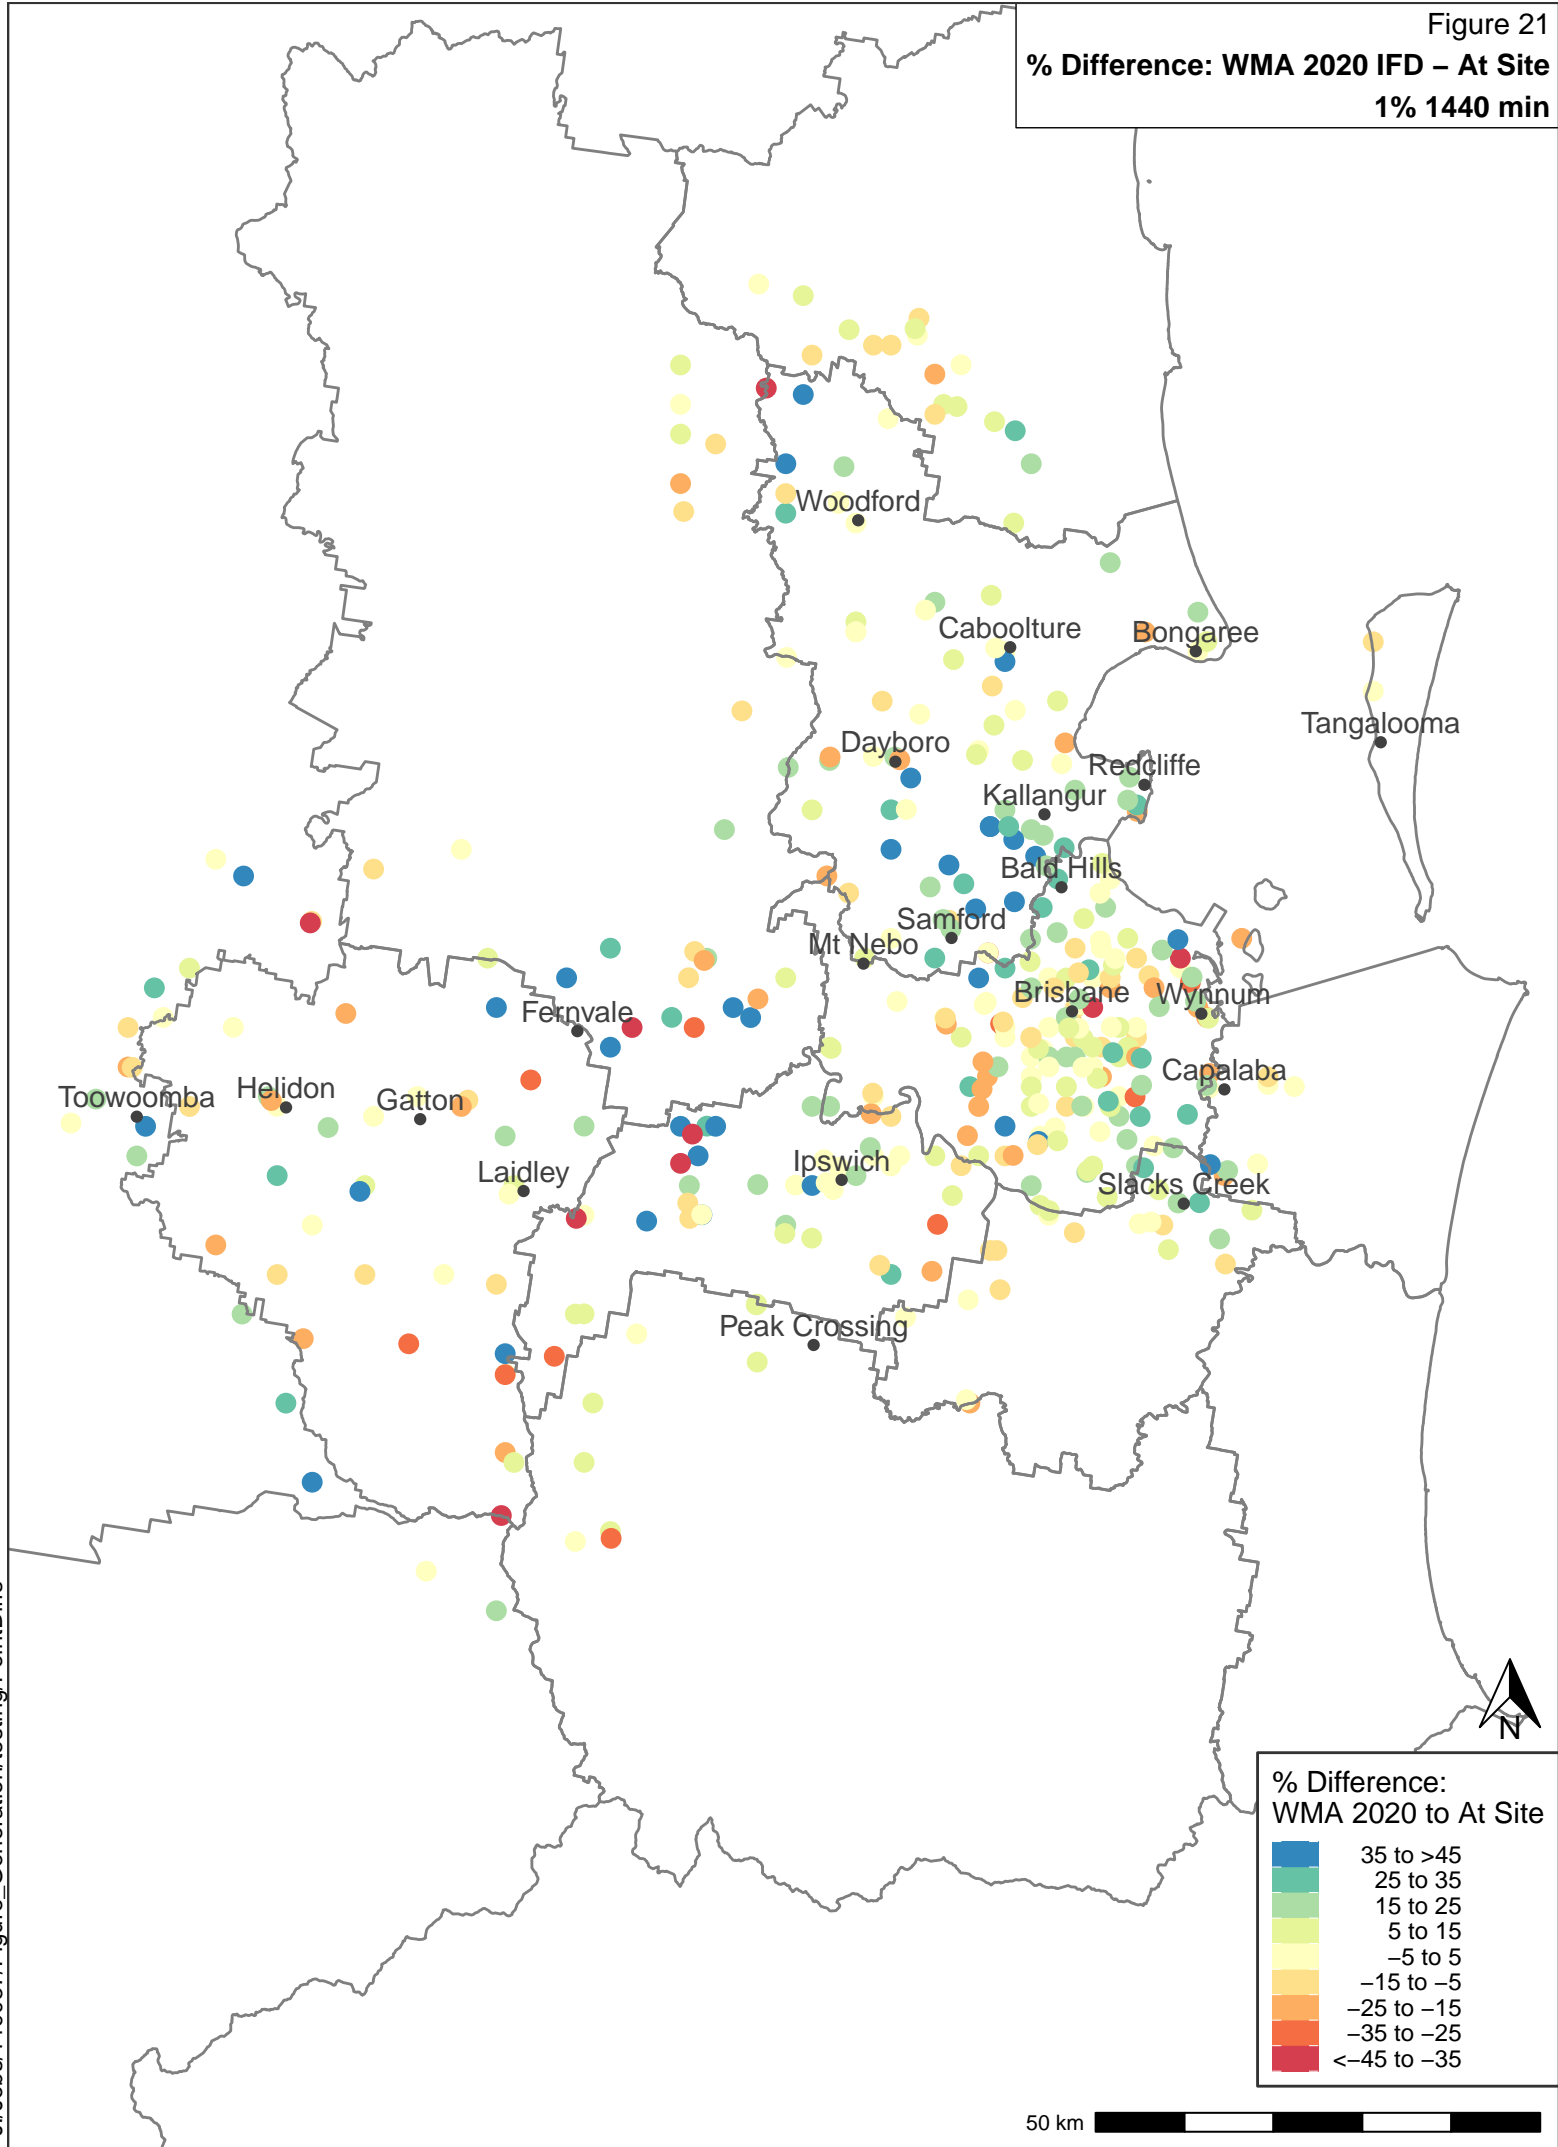 Figure 21
% Difference: WMA 2020 IFD – At Site
1% 1440 min
Woodford
Caboolture
Bongaree
Tangalooma
Dayboro
Redcliffe
Kallangur
Bald Hills
Samford
Mt Nebo
Brisbane
Wynnum
Fernvale
Capalaba
Toowoomba
Helidon
Gatton
Ipswich
Laidley
Slacks Creek
Peak Crossing
N
% Difference:
WMA 2020 to At Site
35 to >45
25 to 35
15 to 25
5 to 15
−5 to 5
−15 to −5
−25 to −15
−35 to −25
<−45 to −35
50 km